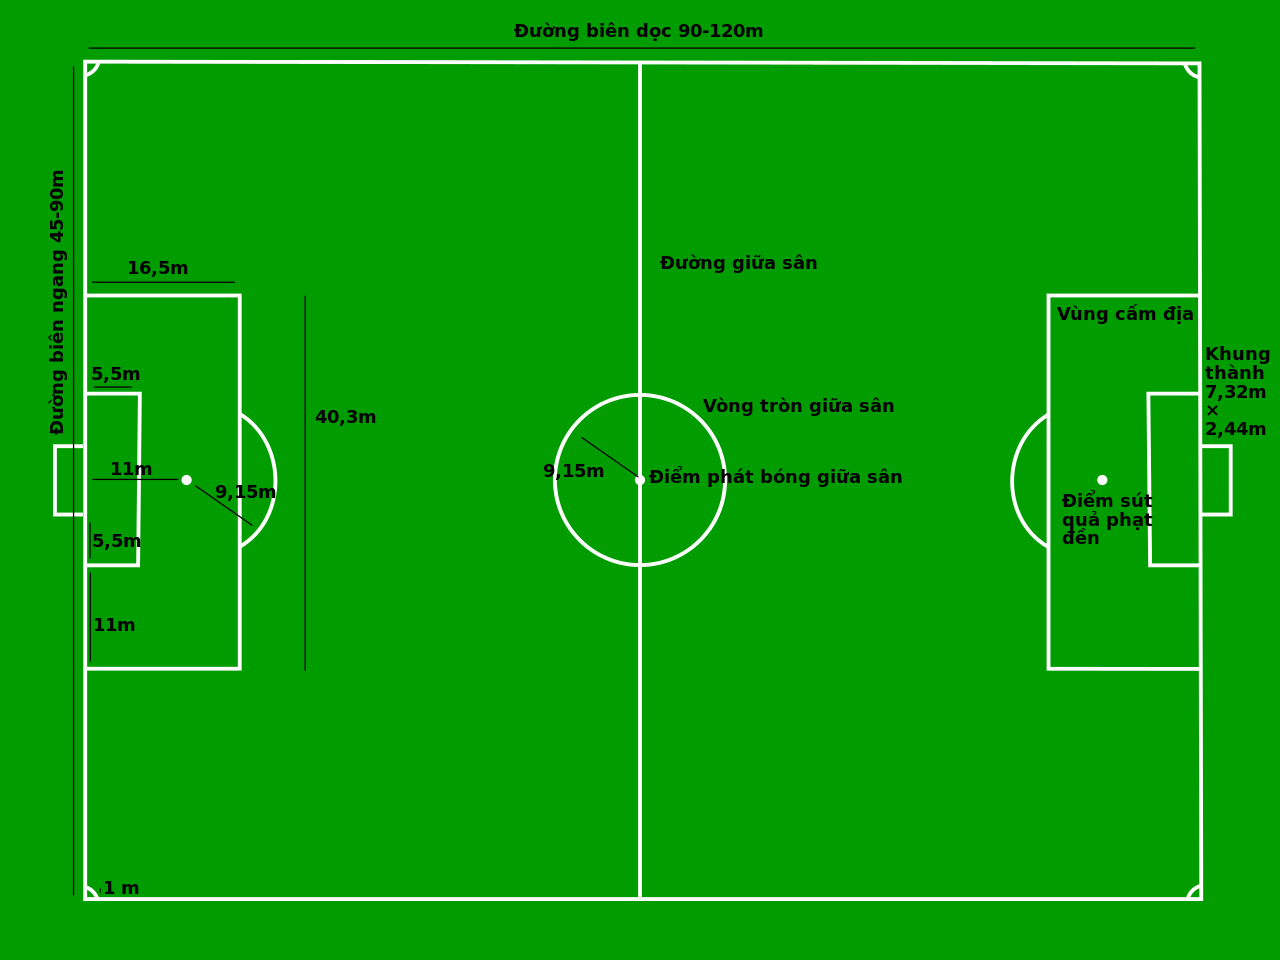 Đường biên dọc 90-120m
Đường biên ngang 45-90m
16,5m
Đường giữa sân
Vùng cấm địa
Khung
thành
7,32m
×
2,44m
5,5m
40,3m
Vòng tròn giữa sân
11m
9,15m
9,15m
Điểm phát bóng giữa sân
Điểm sút
quả phạt
đền
5,5m
11m
1 m